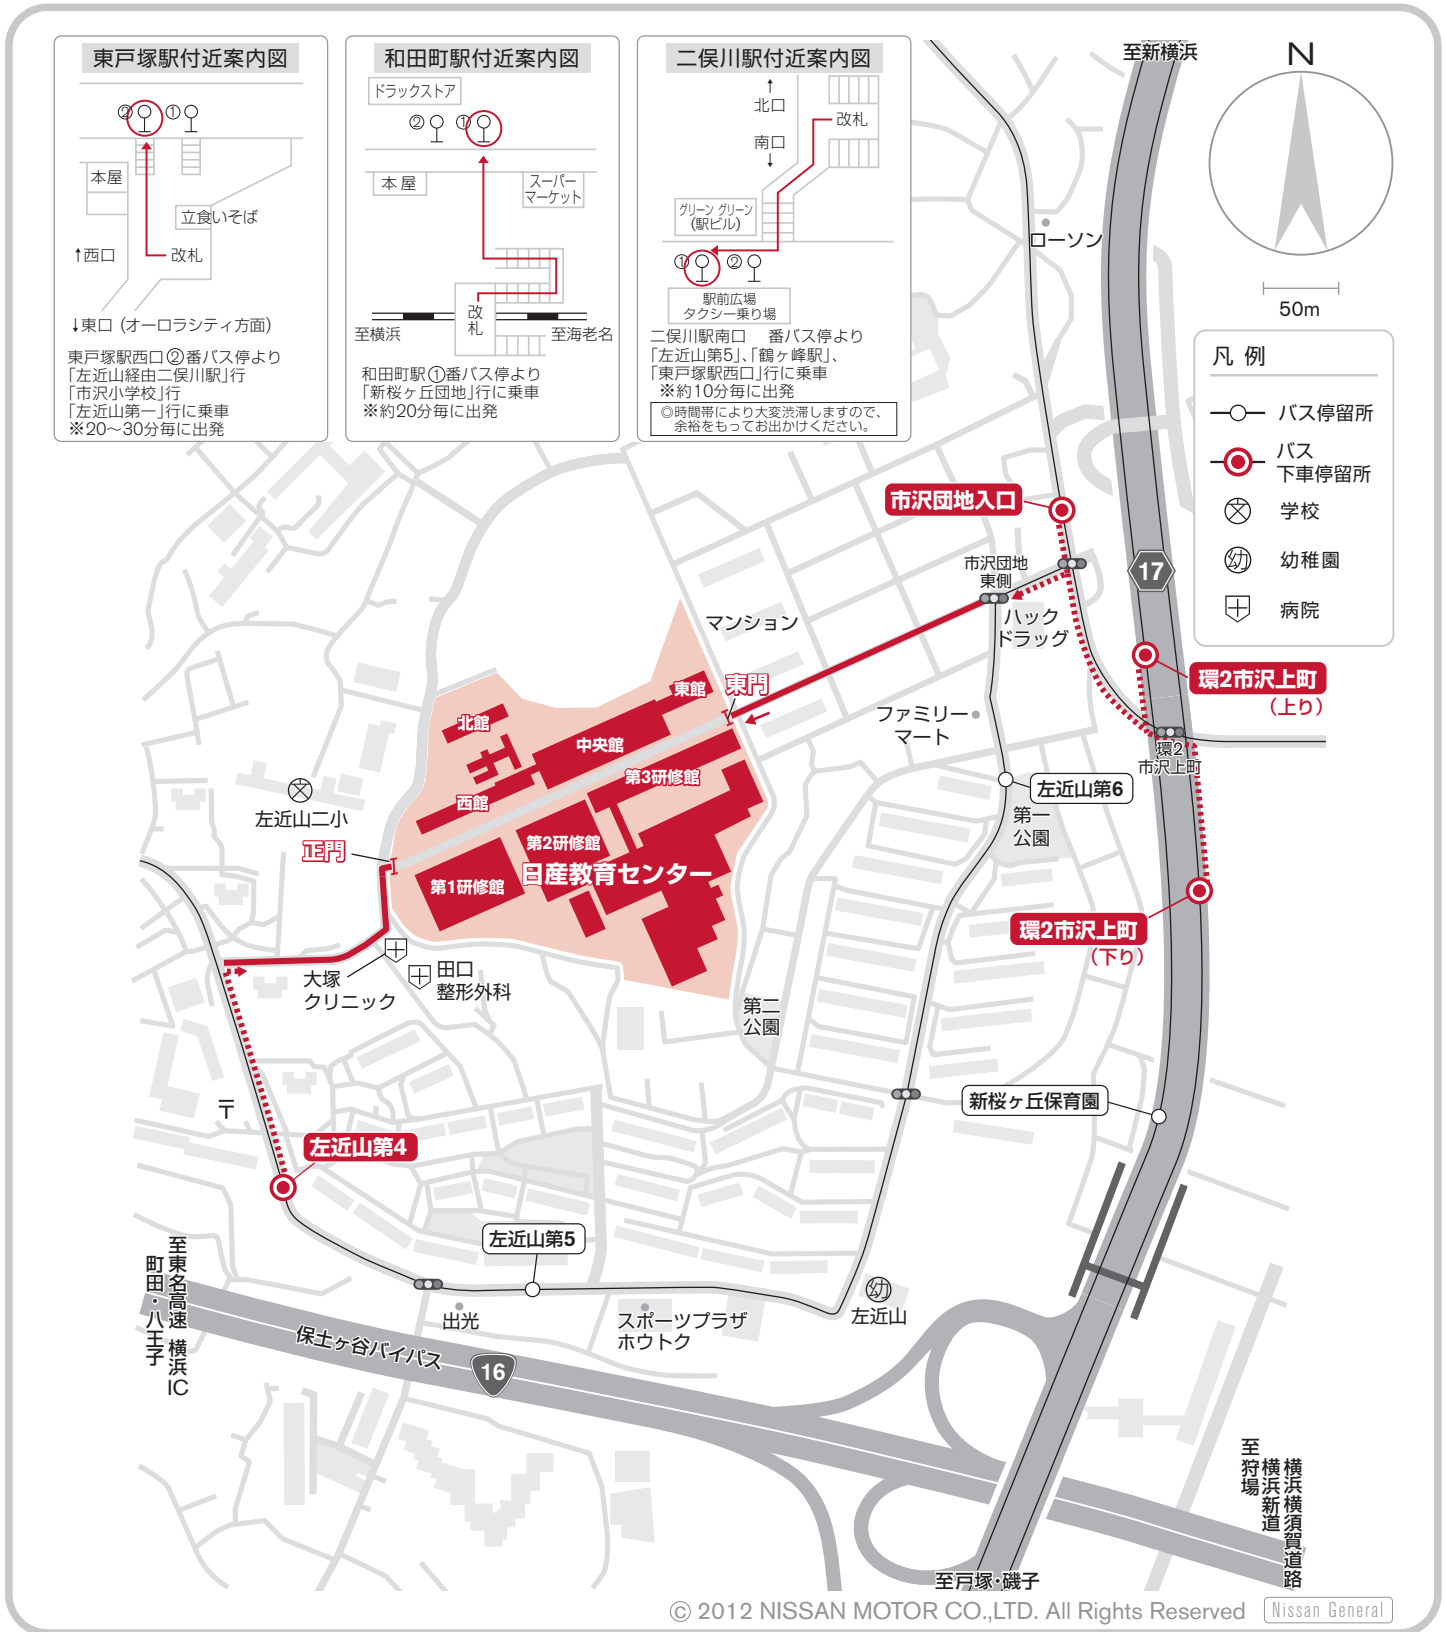 東戸塚駅付近案内図
②
①
本屋
立食いそば
↑西口
改札
↓東口 (オーロラシティ方面)
東戸塚駅西口②番バス停より
「左近山経由二俣川駅」行
「市沢小学校」行
「左近山第一」行に乗車
※20～30分毎に出発
和田町駅付近案内図
ドラックストア
②
①
本屋
スーパー
マーケット
改札
至横浜
至海老名
和田町駅①番バス停より
「新桜ヶ丘団地」行に乗車
※約20分毎に出発
二俣川駅付近案内図
↑
北口
改札
南口
↓
グリーン グリーン
(駅ビル)
①
②
駅前広場
タクシー乗り場
二俣川駅南口 番バス停より
「左近山第5」、「鶴ヶ峰駅」、
「東戸塚駅西口」行に乗車
※約10分毎に出発
◎時間帯により大変渋滞しますので、
余裕をもってお出かけください。
至新横浜
N
50m
凡 例
バス停留所
バス
下車停留所
文
学校
幼
幼稚園
病院
ローソン
市沢団地入口
市沢団地
東側
17
ハック
ドラッグ
マンション
環2市沢上町
(上り)
東門
東館
北館
中央館
ファミリー
マート
環2
市沢上町
第3研修館
西館
文
左近山二小
左近山第6
第一
公園
正門
第2研修館
日産教育センター
第1研修館
環2市沢上町
(下り)
大塚
クリニック
田口
整形外科
第二
公園
〒
新桜ヶ丘保育園
左近山第4
左近山第5
幼
左近山
出光
スポーツプラザ
ホウトク
至東名高速 横浜IC
町田・八王子
保土ヶ谷バイパス
16
至狩場
横浜新道
横浜横須賀道路
至戸塚・磯子
© 2012 NISSAN MOTOR CO.,LTD. All Rights Reserved
Nissan General